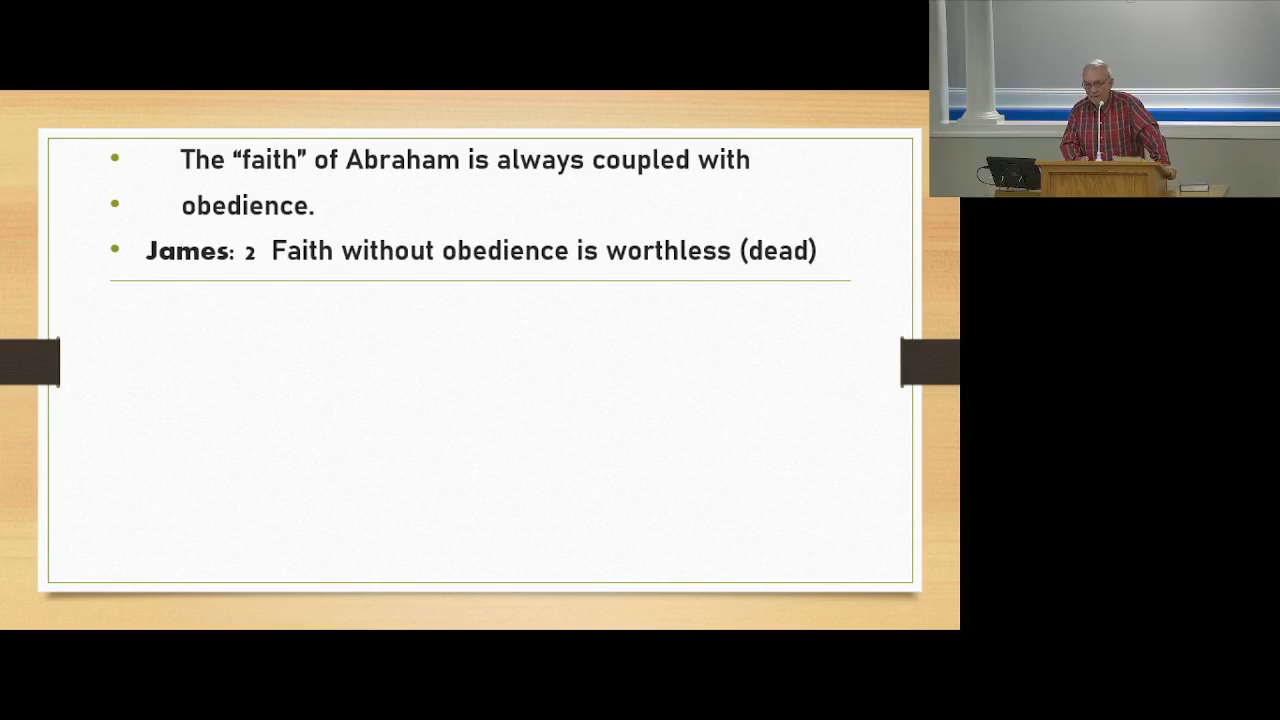 • The “faith” of Abraham is always coupled with
• obedience.
• James: 2 Faith without obedience is worthless (dead)